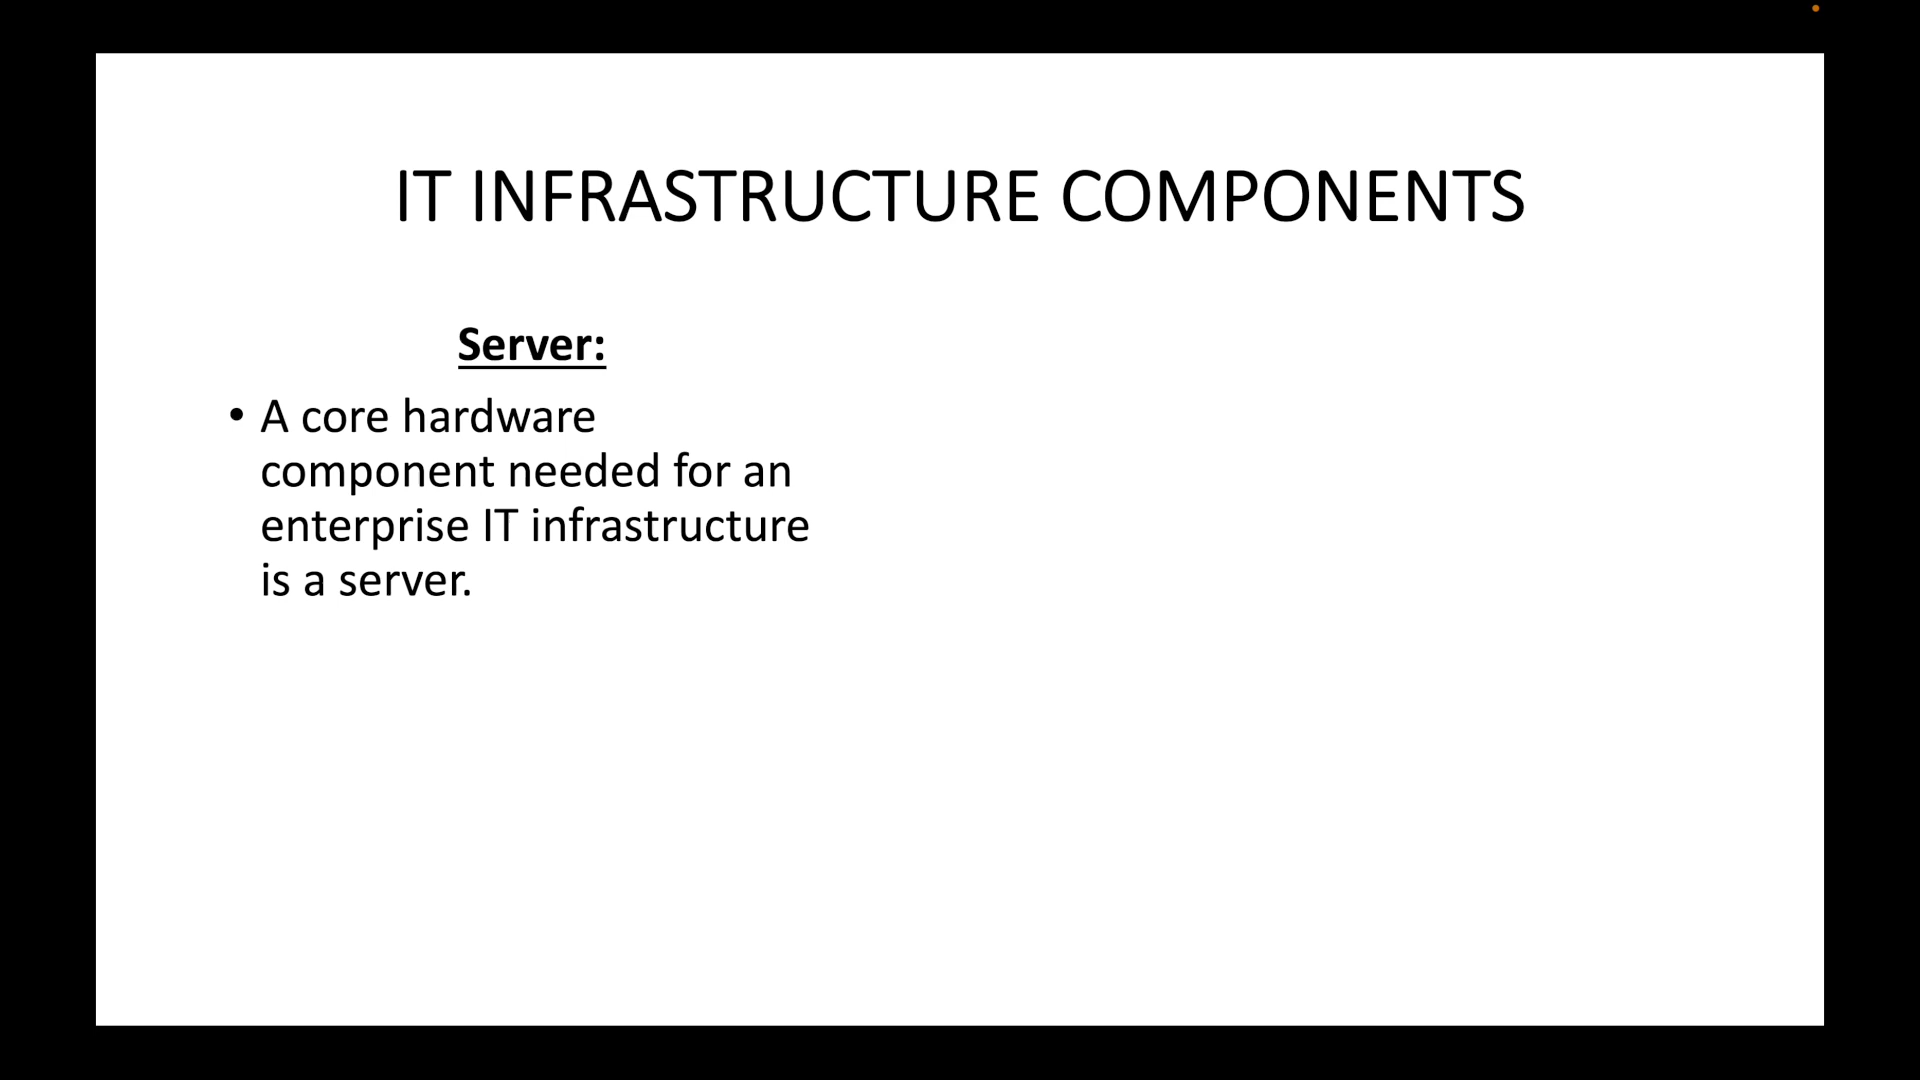 IT INFRASTRUCTURE COMPONENTS
Server:
• A core hardware
component needed for an
enterprise IT infrastructure
is a server.